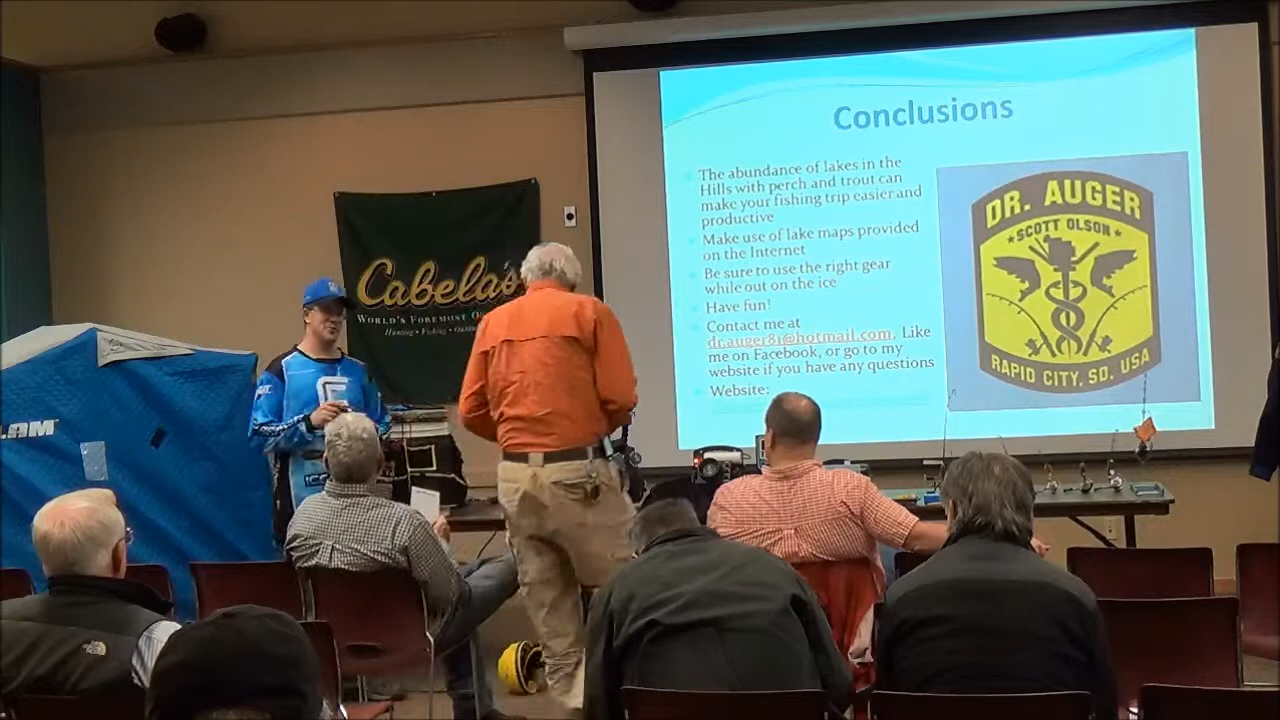 Conclusions
The abundance of lakes in the
Hills with perch and trout can
make your fishing trip easier and
productive
Make use of lake maps provided
on the Internet
Be sure to use the right gear
while out on the ice
Have fun!
Contact me at
dr.auger81@hotmail.com. Like
me on Facebook, or go to my
website if you have any questions
Website:
DR. AUGER
SCOTT OLSON
RAPID CITY, SD. USA
Cabela's
WORLD'S FOREMOST
Hunting • Fishing •
LAM